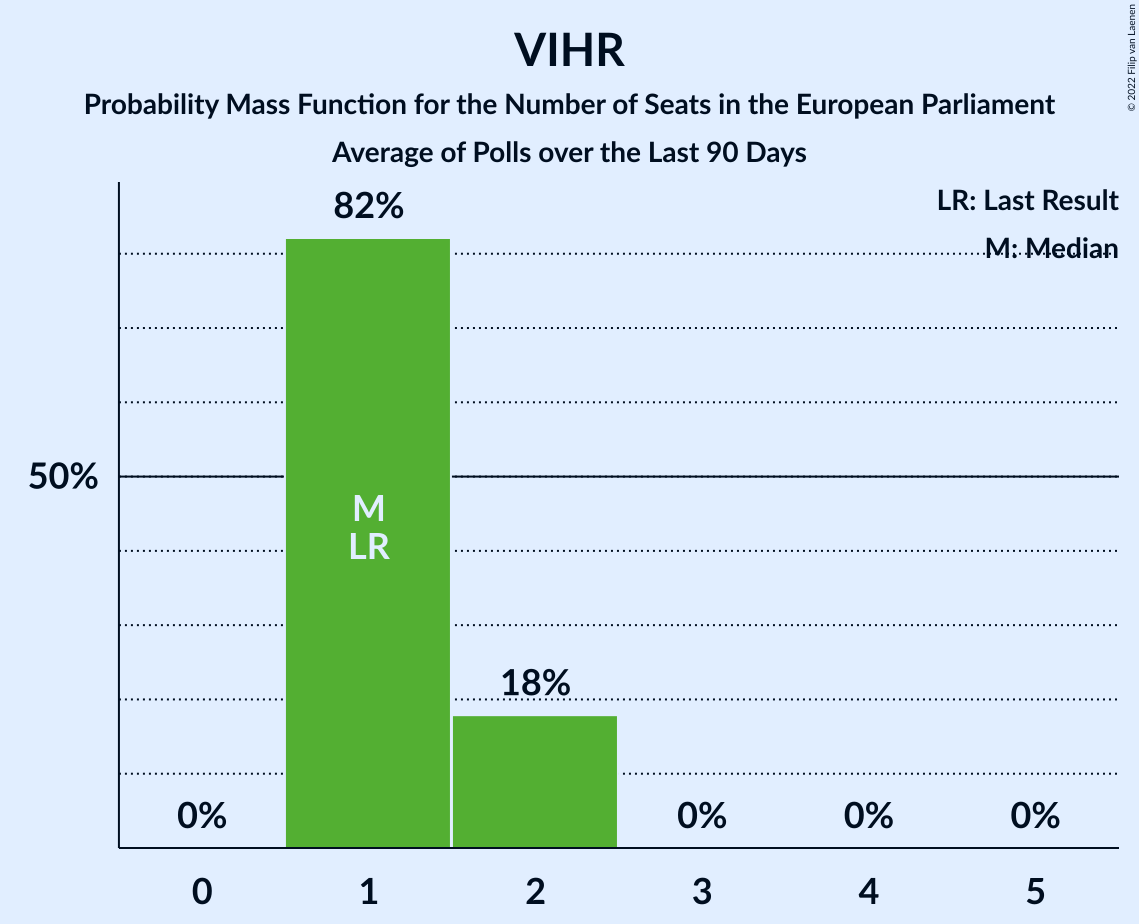 VIHR
Probability Mass Function for the Number of Seats in the European Parliament
Average of Polls over the Last 90 Days
© 2022 Filip van Laenen
LR: Last Result
M: Median
82%
50%
M
LR
18%
0%
0%
0%
0%
0
1
2
3
4
5